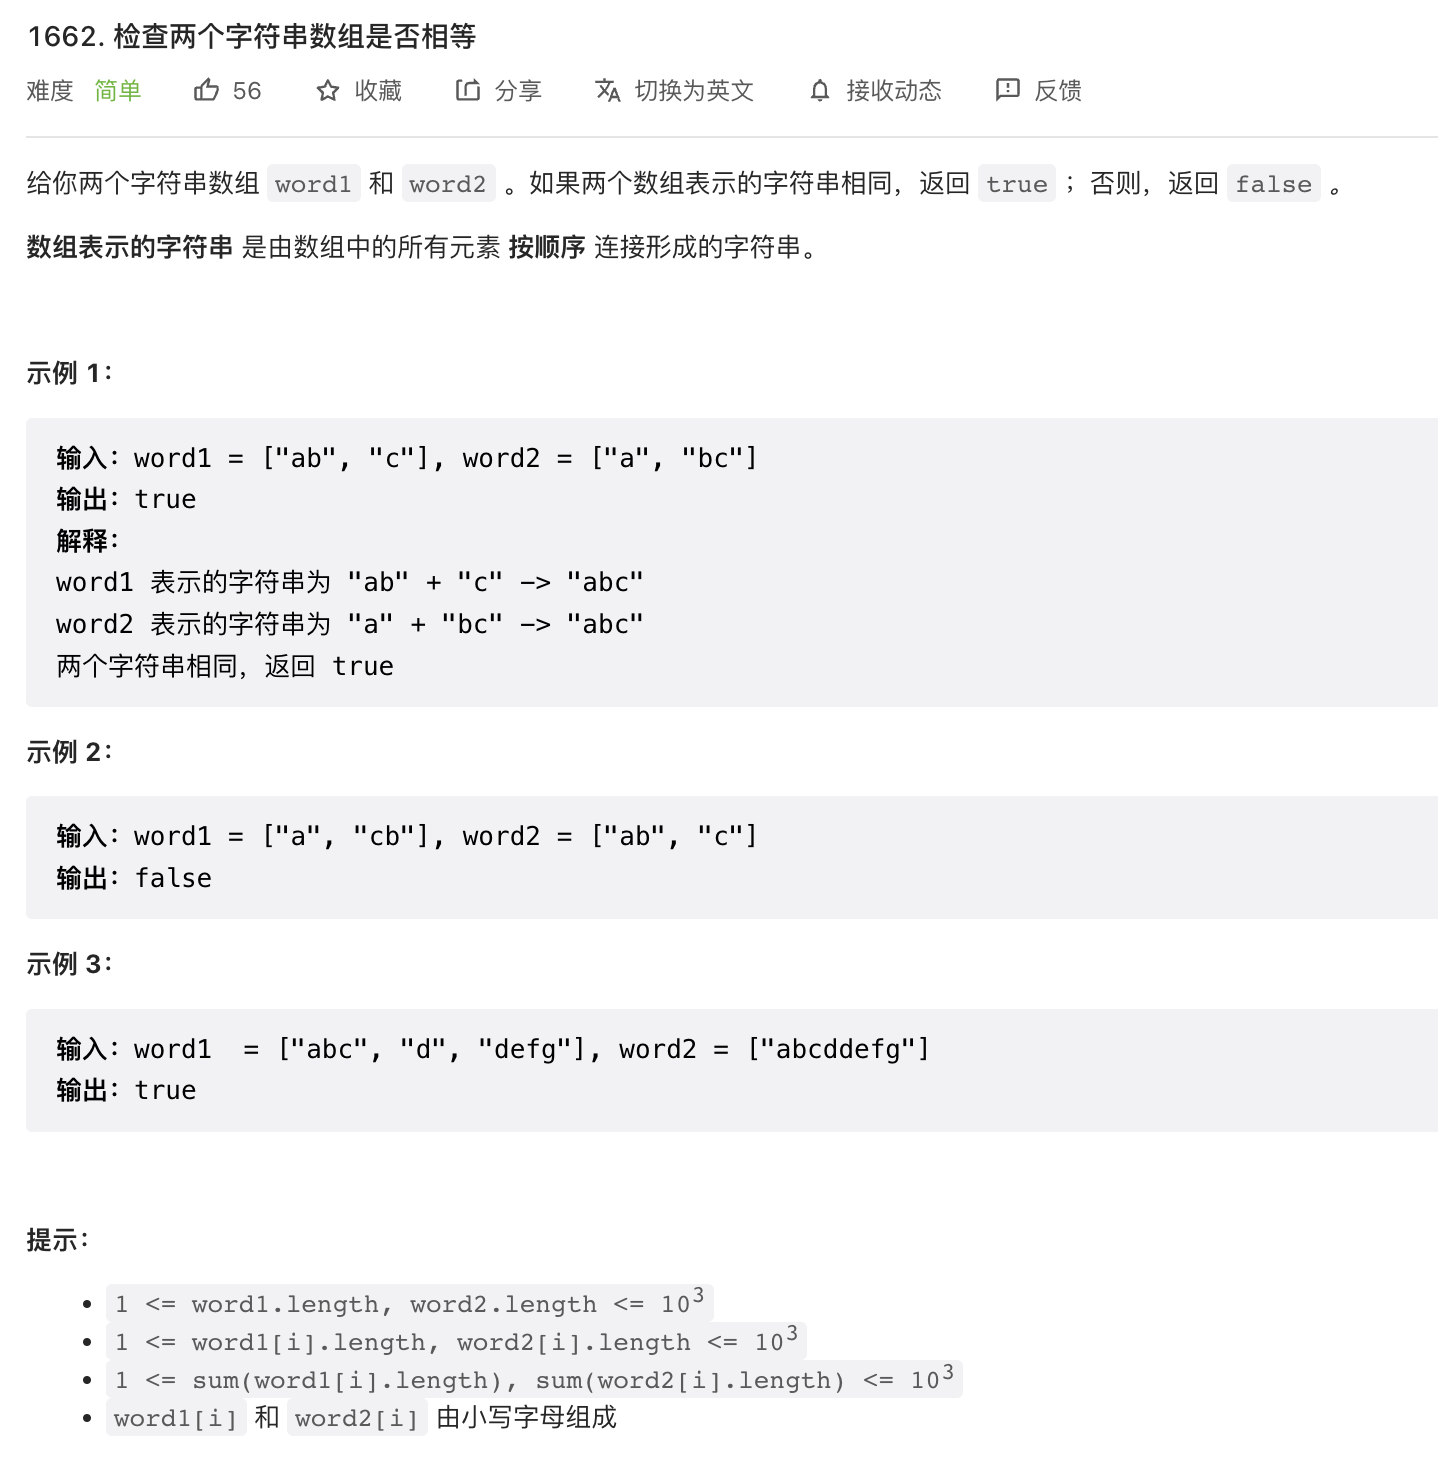 1662. 检查两个字符串数组是否相等
难度 简单 56 收藏 分享 切换为英文 接收动态 反馈
给你两个字符串数组 word1 和 word2 。如果两个数组表示的字符串相同，返回 true ；否则，返回 false 。
数组表示的字符串 是由数组中的所有元素 按顺序 连接形成的字符串。
示例 1：
输入：word1 = ["ab", "c"], word2 = ["a", "bc"]
输出：true
解释：
word1 表示的字符串为 "ab" + "c" -> "abc"
word2 表示的字符串为 "a" + "bc" -> "abc"
两个字符串相同，返回 true
示例 2：
输入：word1 = ["a", "cb"], word2 = ["ab", "c"]
输出：false
示例 3：
输入：word1  = ["abc", "d", "defg"], word2 = ["abcddefg"]
输出：true
提示：
• 1 <= word1.length, word2.length <= 10³
• 1 <= word1[i].length, word2[i].length <= 10³
• 1 <= sum(word1[i].length), sum(word2[i].length) <= 10³
• word1[i] 和 word2[i] 由小写字母组成